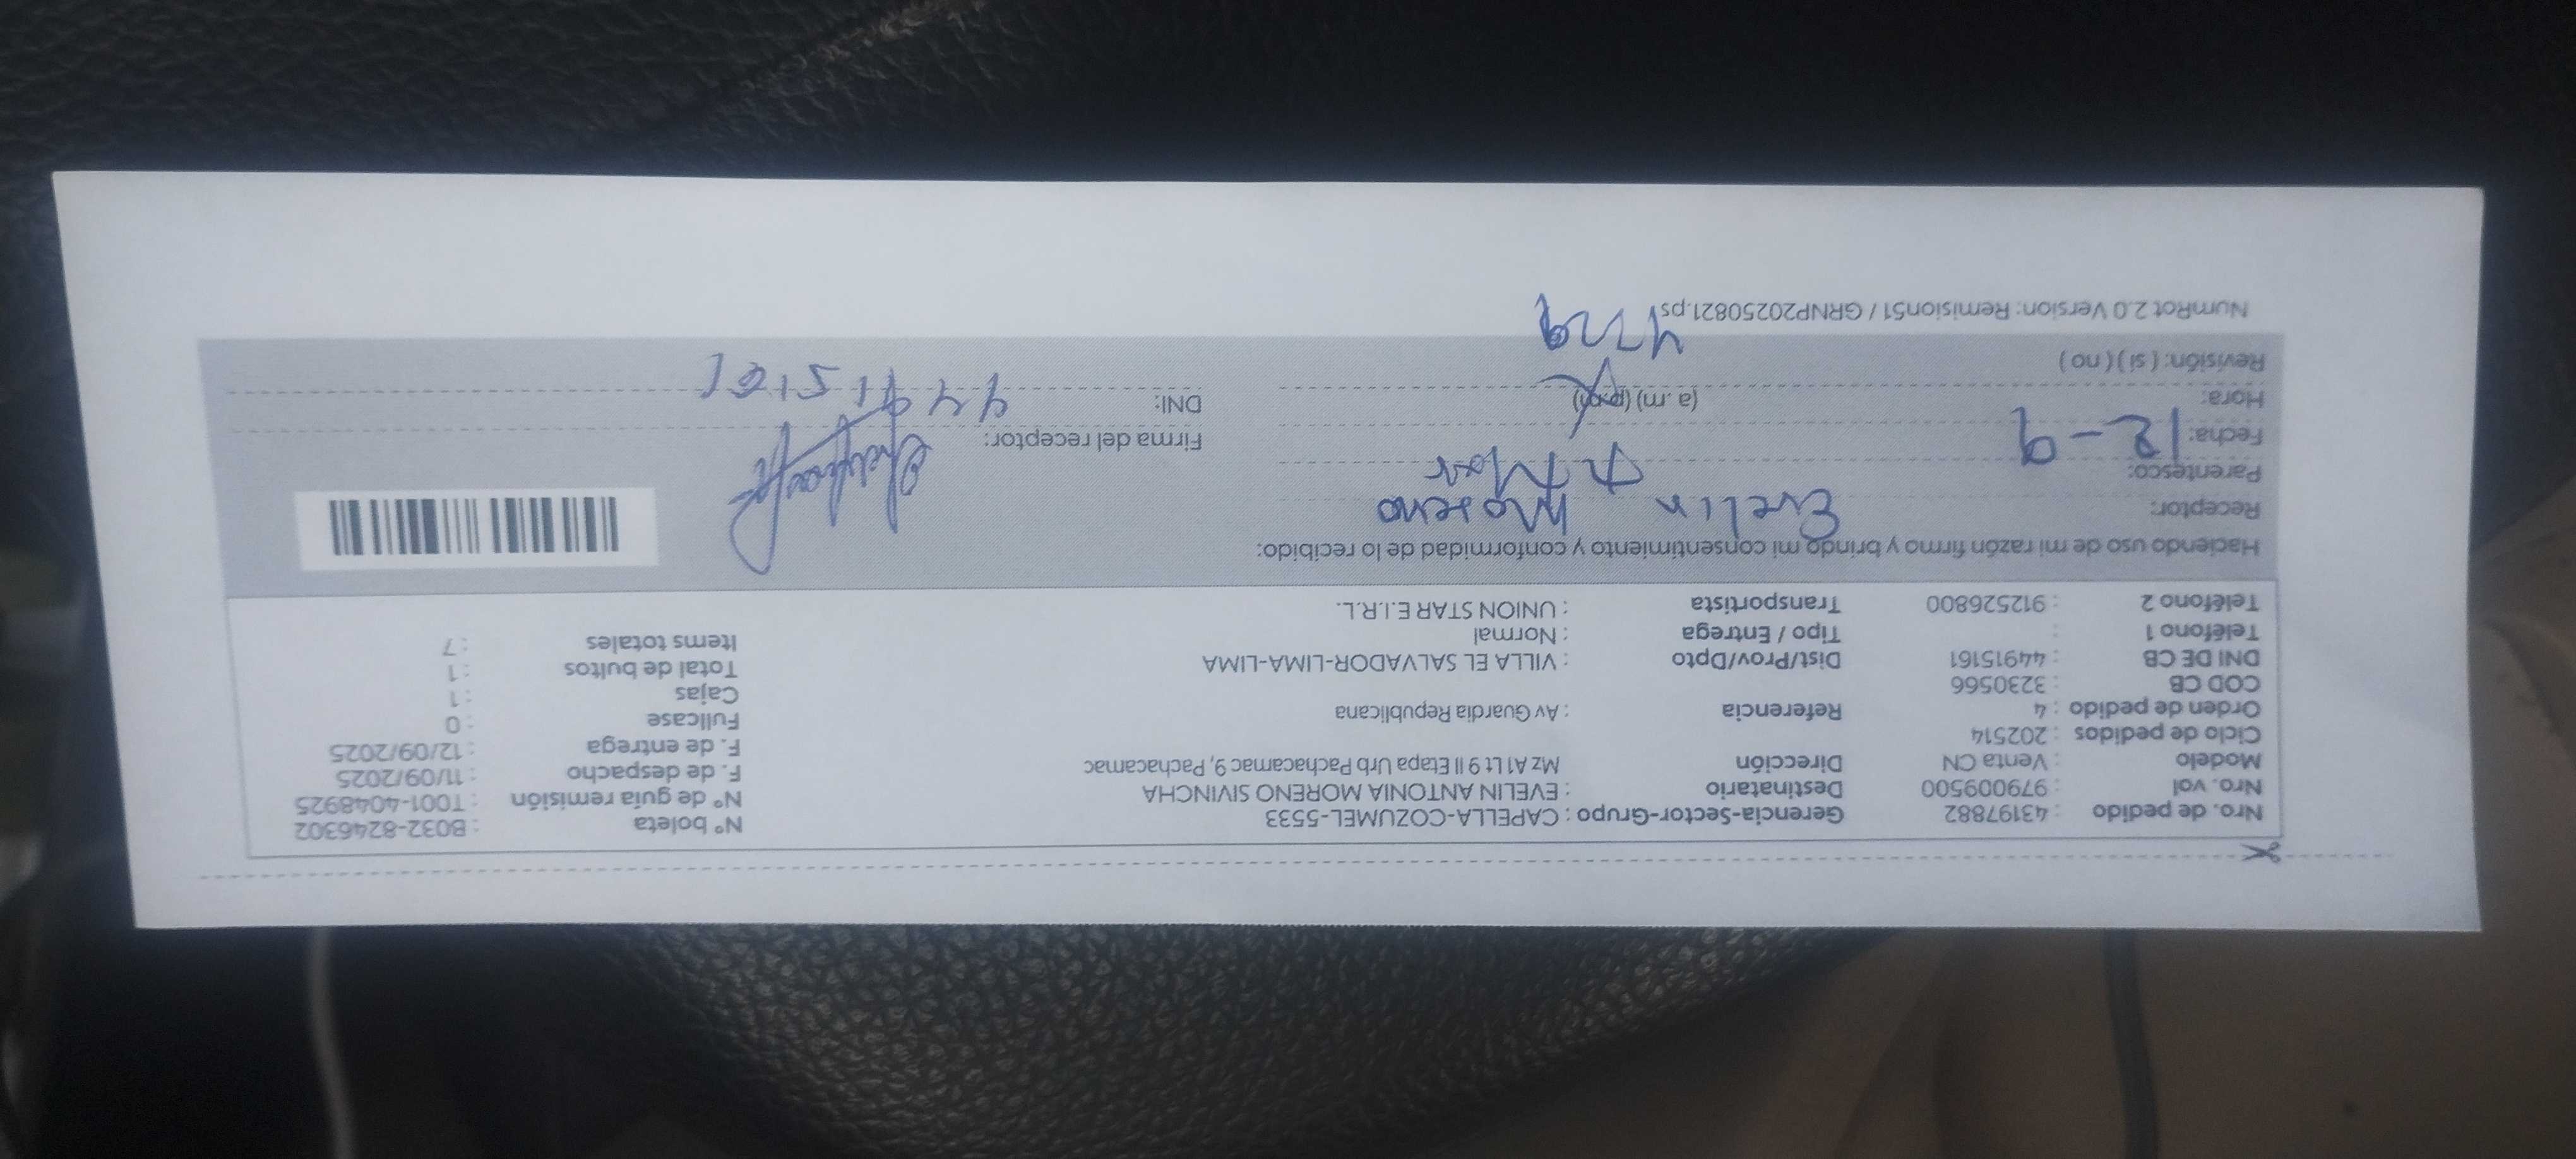 Nro. de pedido : 43197882 Gerencia-Sector-Grupo : CAPELLA-COZUMEL-5533 N° boleta : B032-8246302
Nro. vol : 979009500 Destinatario : EVELIN ANTONIA MORENO SIVINCHA N° de guía remisión : T001-4048925
Modelo : Venta CN Dirección Mz A1 Lt 9 II Etapa Urb Pachacamac 9, Pachacamac F. de despacho : 11/09/2025
Ciclo de pedidos : 202514 F. de entrega : 12/09/2025
Orden de pedido : 4 Referencia : Av Guardia Republicana Fullcase : 0
COD CB : 3230566 Cajas : 1
DNI DE CB : 44915161 Dist/Prov/Dpto : VILLA EL SALVADOR-LIMA-LIMA Total de bultos : 1
Teléfono 1 : Tipo / Entrega : Normal Items totales : 7
Teléfono 2 : 912526800 Transportista : UNION STAR E.I.R.L.
Haciendo uso de mi razón firmo y brindo mi consentimiento y conformidad de lo recibido:
Receptor: Evelin Moreno
Parentesco:
Fecha: 12-9 Firma del receptor:
Hora: (a .m) (p.m) DNI: 44915161
Revisión: ( si ) ( no )
NumRot 2.0 Version: Remision51 / GRNP20250821.ps